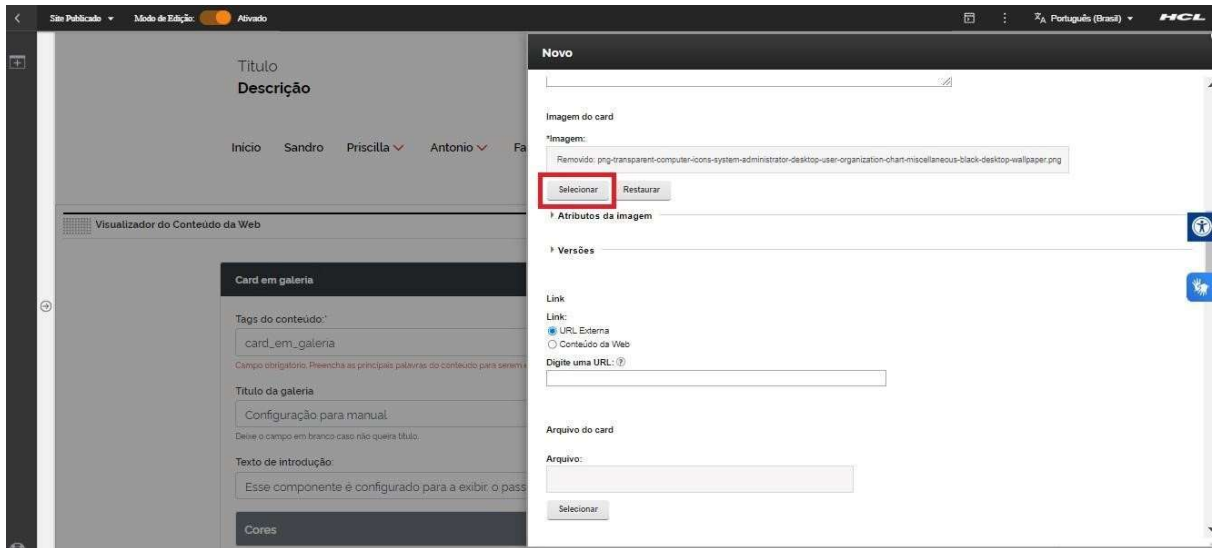 Site Publicado
Modo de Edição:
Ativado
Português (Brasil)
HCL
Titulo
Descrição
Início Sandro Priscilla Antonio Fa
Visualizador do Conteúdo da Web
Card em galeria
Tags do conteúdo:*
card_em_galeria
Campo obrigatório. Preencha as principais palavras do conteúdo para serem
Título da galeria
Configuração para manual
Deixe o campo em branco caso não queira título.
Texto de introdução:
Esse componente é configurado para a exibir, o pass
Cores
Novo
Imagem do card
*Imagem:
Removido: png-transparent-computer-icons-system-administrator-desktop-user-organization-chart-miscellaneous-black-desktop-wallpaper.png
Selecionar Restaurar
Atributos da imagem
Versões
Link
Link:
URL Externa
Conteúdo da Web
Digite uma URL:
Arquivo do card
Arquivo:
Selecionar